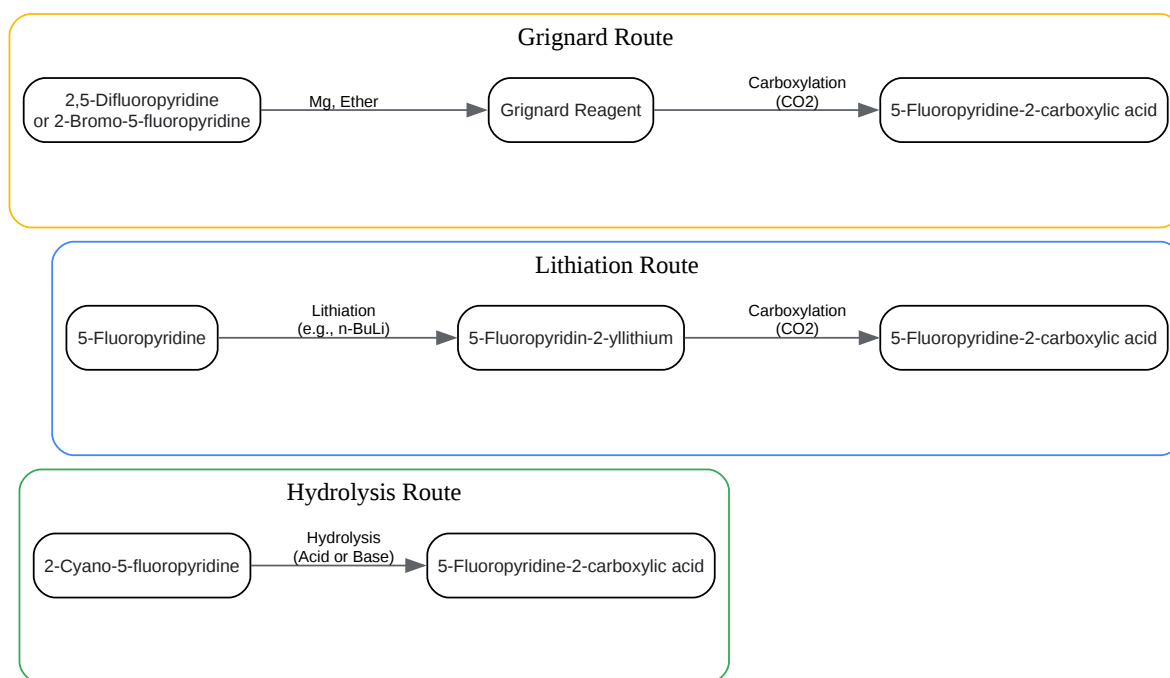 Grignard Route
2,5-Difluoropyridine
or 2-Bromo-5-fluoropyridine
Mg, Ether
Grignard Reagent
Carboxylation
(CO2)
5-Fluoropyridine-2-carboxylic acid
Lithiation Route
5-Fluoropyridine
Lithiation
(e.g., n-BuLi)
5-Fluoropyridin-2-yllithium
Carboxylation
(CO2)
5-Fluoropyridine-2-carboxylic acid
Hydrolysis Route
2-Cyano-5-fluoropyridine
Hydrolysis
(Acid or Base)
5-Fluoropyridine-2-carboxylic acid